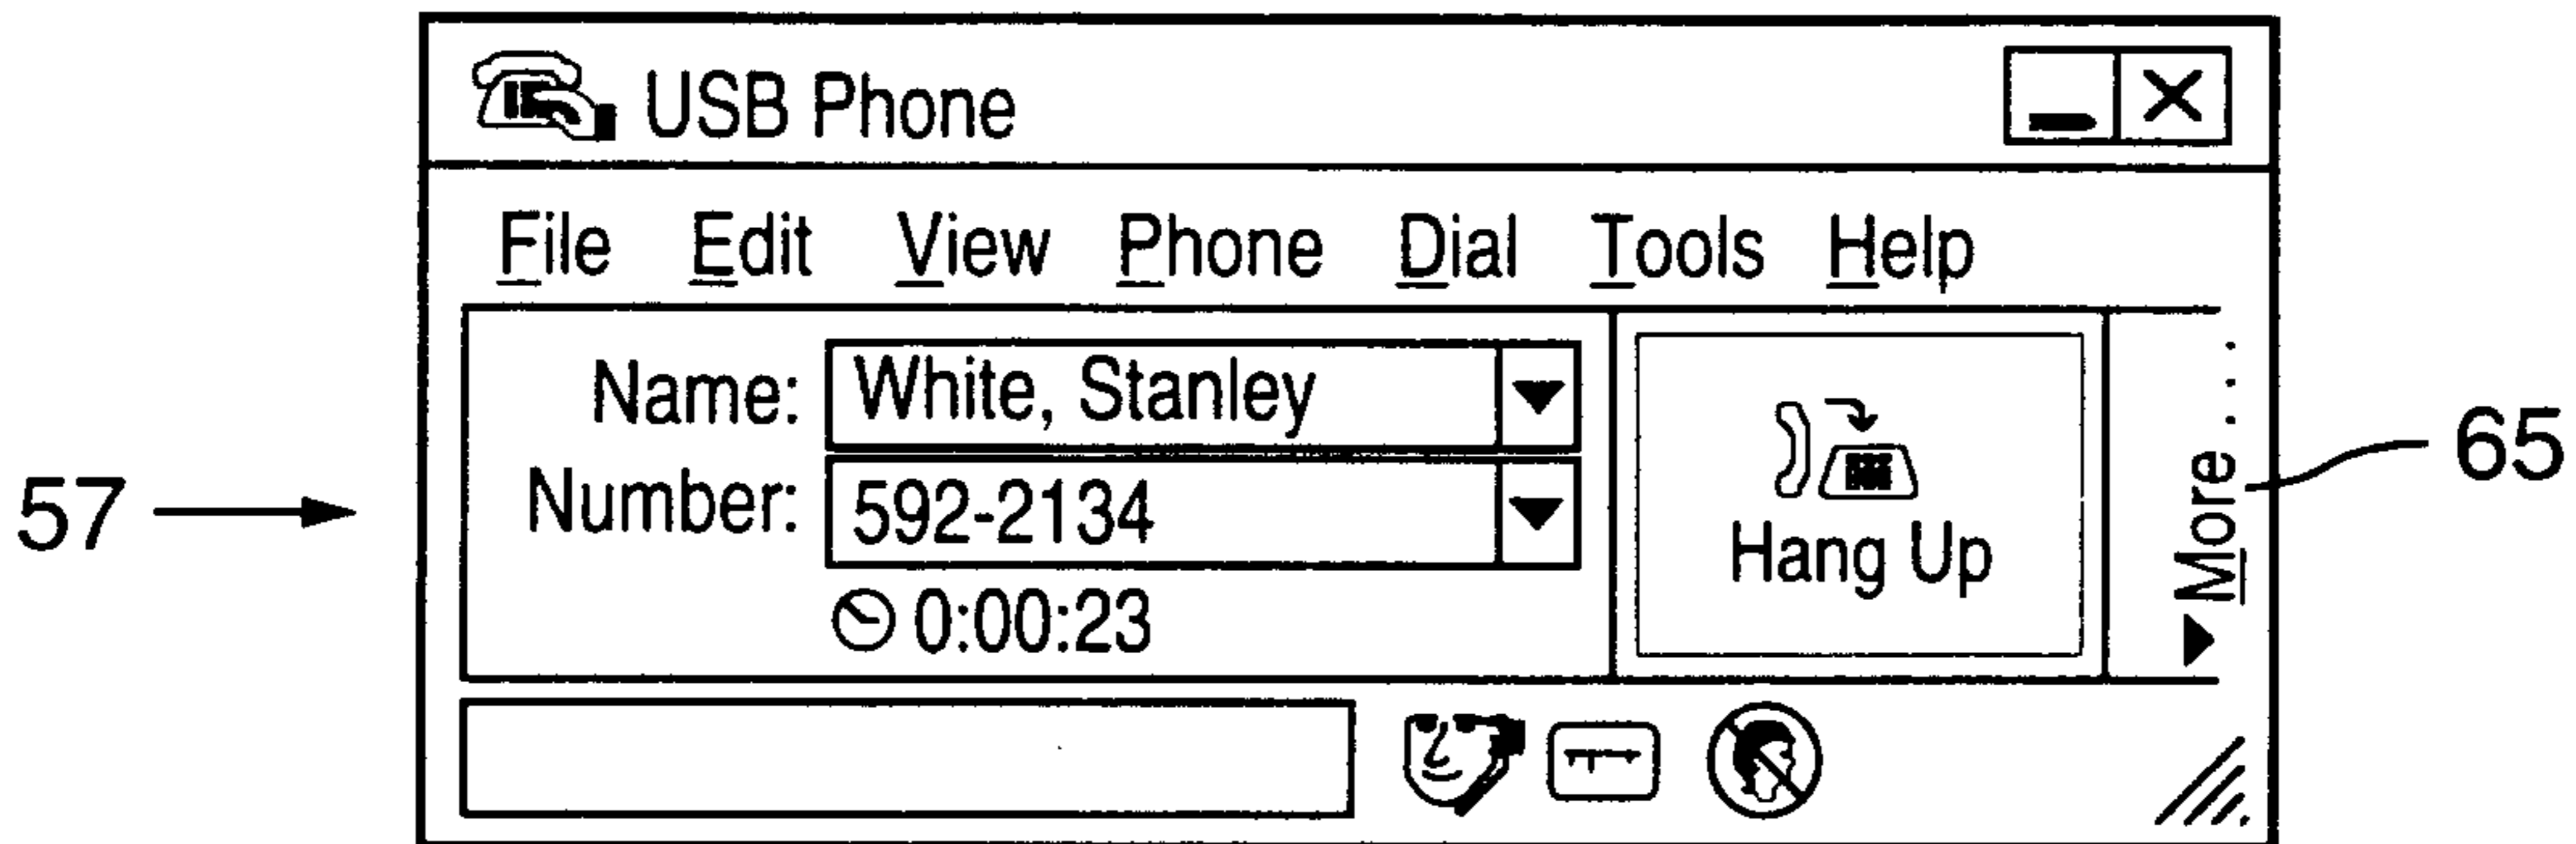 USB Phone
File Edit View Phone Dial Tools Help
Name: White, Stanley
Number: 592-2134
0:00:23
Hang Up
More . . .
57
65